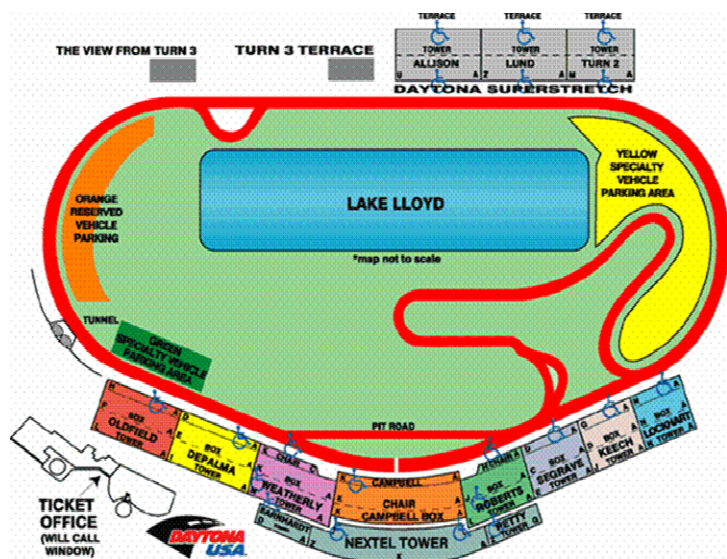 TERRACE TERRACE TERRACE
THE VIEW FROM TURN 3
TURN 3 TERRACE
TOWER TOWER TOWER
ALLISON LUND TURN 2
U A Z A M A
DAYTONA SUPERSTRETCH
YELLOW
SPECIALTY
VEHICLE
PARKING AREA
ORANGE
RESERVED
VEHICLE
PARKING
LAKE LLOYD
*map not to scale
TUNNEL
GREEN
SPECIALTY VEHICLE
PARKING AREA
PIT ROAD
BOX
OLDFIELD
TOWER
BOX
DEPALMA
TOWER
CHAIR
BOX
WEATHERLY
TOWER
CAMPBELL
CHAIR
CAMPBELL BOX
BOX
ROBERTS
TOWER
BOX
SEGRAVE
TOWER
BOX
KEECH
TOWER
BOX
LOCKHART
TOWER
EARNHARDT
NEXTEL TOWER
PETTY
TOWER
TICKET
OFFICE
(WILL CALL
WINDOW)
DAYTONA
USA